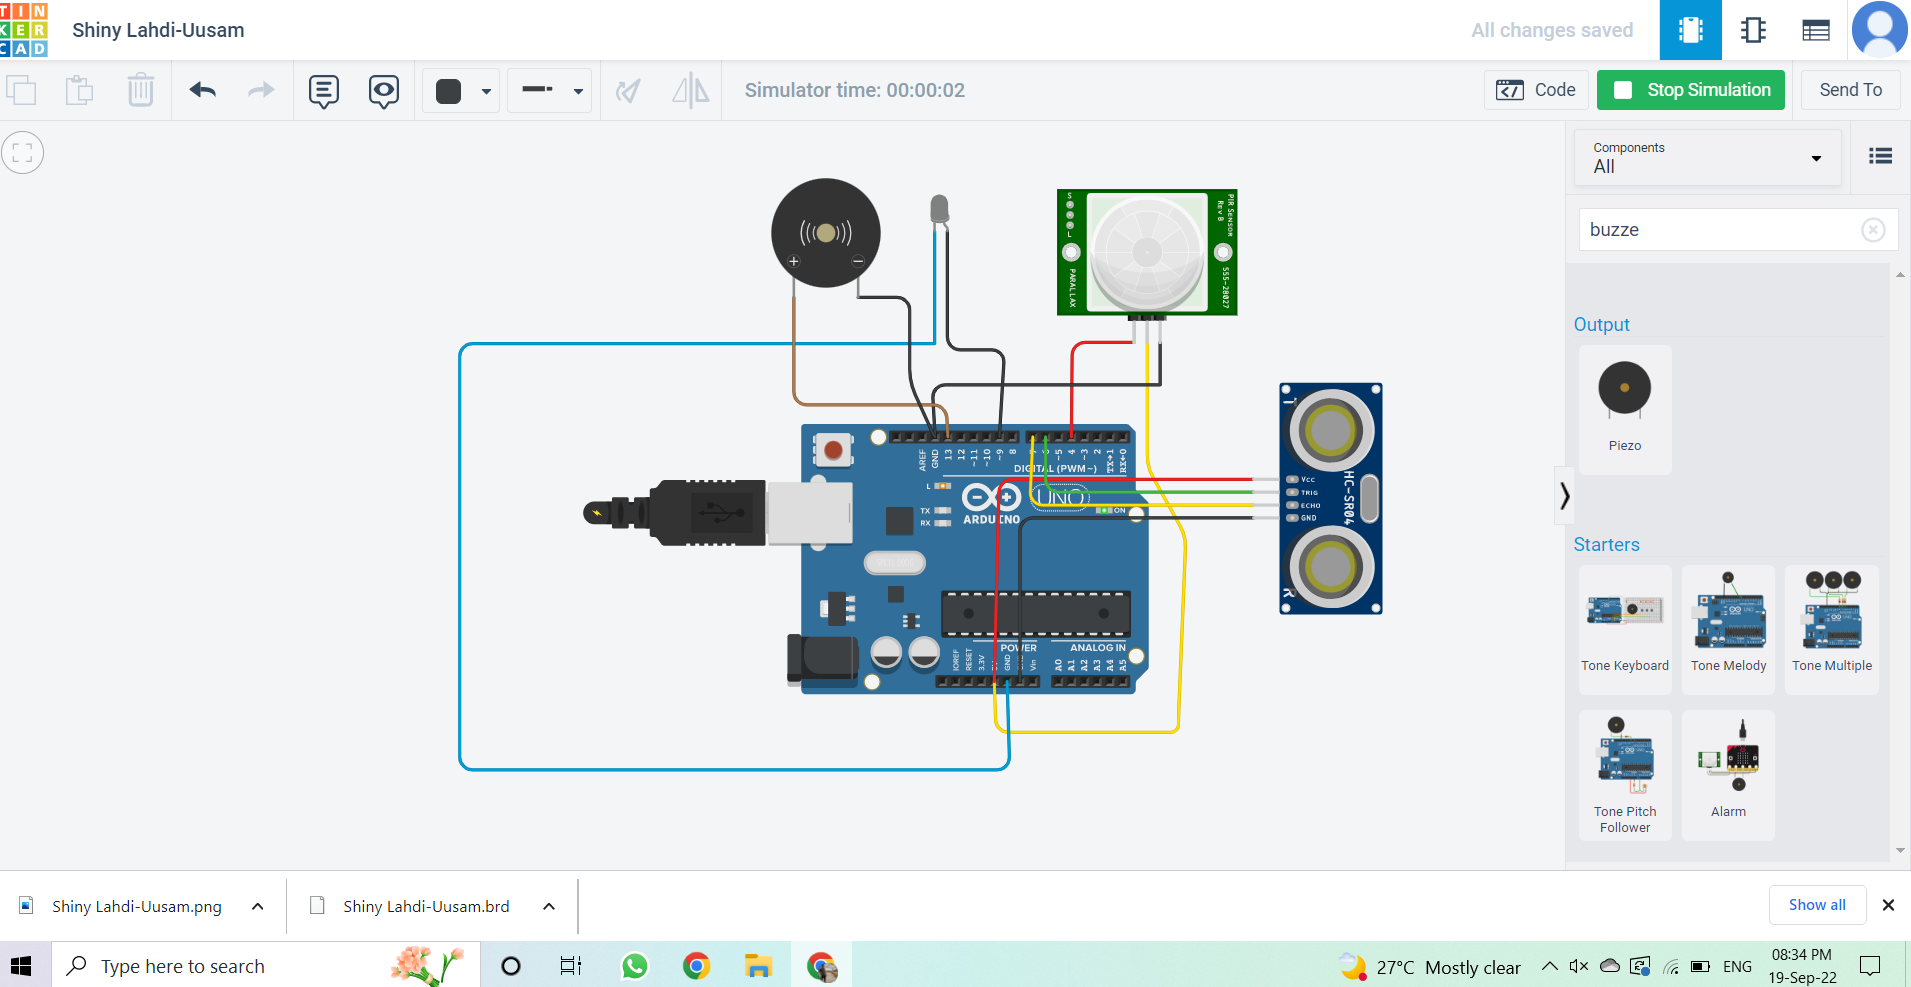 TIN
KER
CAD
Shiny Lahdi-Uusam
All changes saved
Simulator time: 00:00:02
Code
Stop Simulation
Send To
Components
All
buzze
Output
Piezo
Starters
Tone Keyboard
Tone Melody
Tone Multiple
Tone Pitch
Follower
Alarm
S
L
PIR SENSOR
REV B
PARALLAX
555-28027
AREF
GND
13
12
~11
~10
~9
8
~5
4
~3
2
TX→1
RX←0
DIGITAL (PWM~)
L
TX
RX
ARDUINO
UNO
ON
POWER
ANALOG IN
IOREF
RESET
3.3V
GND
Vin
A0
A1
A2
A3
A4
A5
VCC
TRIG
ECHO
GND
HC-SR04
T
R
Shiny Lahdi-Uusam.png
Shiny Lahdi-Uusam.brd
Show all
Type here to search
27°C Mostly clear
ENG
08:34 PM
19-Sep-22